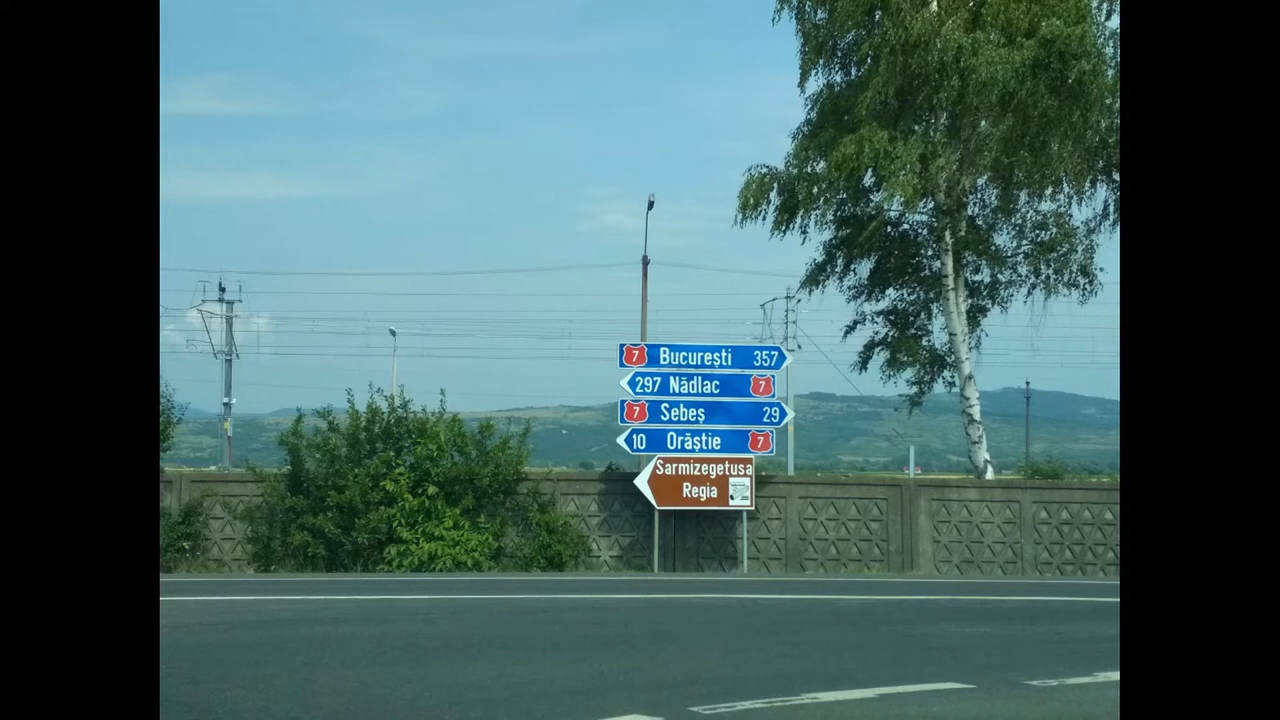 7 București 357
297 Nădlac 7
7 Sebeș 29
10 Orăștie 7
Sarmizegetusa
Regia